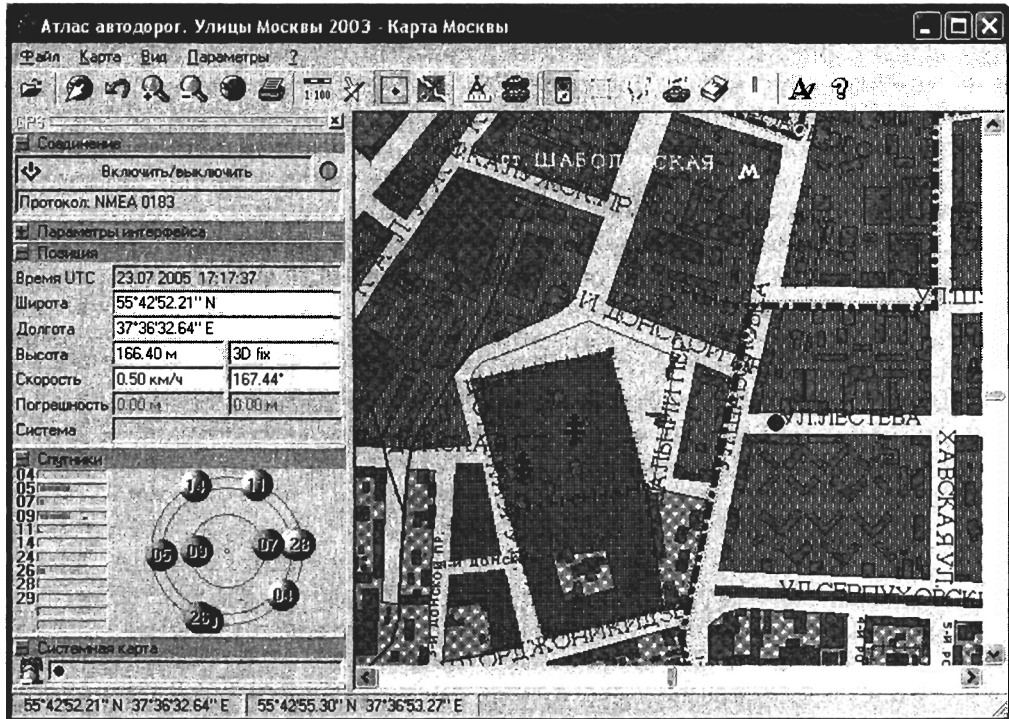 Атлас автодорог. Улицы Москвы 2003 - Карта Москвы
Файл Карта Вид Параметры ?
1:100
GPS
Соединение
Включить/выключить
Протокол: NMEA 0183
Параметры интерфейса
Позиция
Время UTC 23.07.2005 17:17:37
Широта 55°42'52.21" N
Долгота 37°36'32.64" E
Высота 166.40 м 3D fix
Скорость 0.50 км/ч 167.44°
Погрешность 0.00 м 0.00 м
Система
Спутники
04
05
07
09
11
14
24
26
28
29
14 11
05 09 07 28
04
26
Системная карта
ст. ШАБОЛОВСКАЯ
М
УЛ.ЛЕСТЕВА
ХАВСКАЯ УЛ.
УЛ.СЕРПУХОВСКИ
ОРДЖОНИКИДЗЕ
55°42'52.21" N 37°36'32.64" E 55°42'55.30" N 37°36'53.27" E